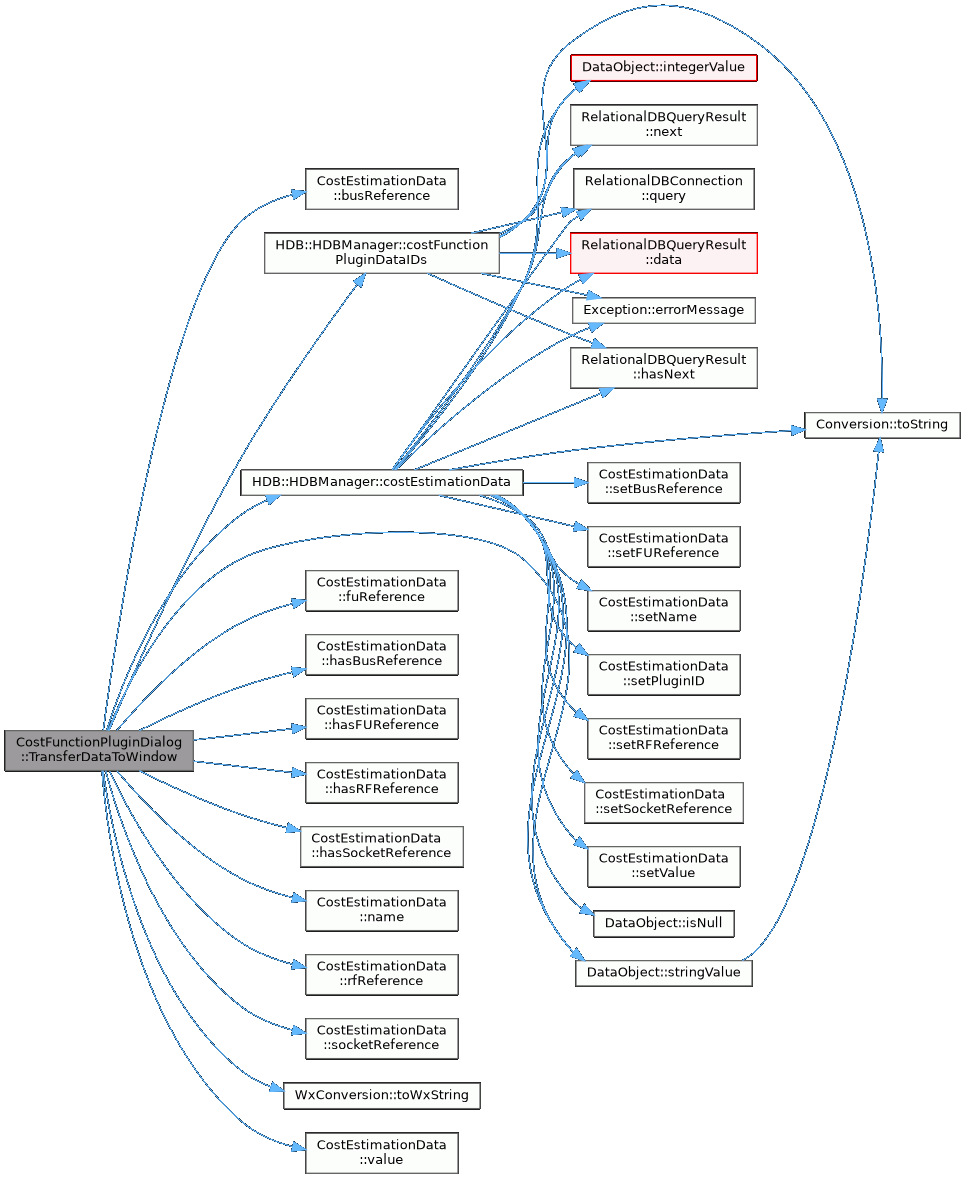 CostFunctionPluginDialog
::TransferDataToWindow
CostEstimationData
::busReference
HDB::HDBManager::costFunction
PluginDataIDs
HDB::HDBManager::costEstimationData
CostEstimationData
::fuReference
CostEstimationData
::hasBusReference
CostEstimationData
::hasFUReference
CostEstimationData
::hasRFReference
CostEstimationData
::hasSocketReference
CostEstimationData
::name
CostEstimationData
::rfReference
CostEstimationData
::socketReference
WxConversion::toWxString
CostEstimationData
::value
DataObject::integerValue
RelationalDBQueryResult
::next
RelationalDBConnection
::query
RelationalDBQueryResult
::data
Exception::errorMessage
RelationalDBQueryResult
::hasNext
CostEstimationData
::setBusReference
CostEstimationData
::setFUReference
CostEstimationData
::setName
CostEstimationData
::setPluginID
CostEstimationData
::setRFReference
CostEstimationData
::setSocketReference
CostEstimationData
::setValue
DataObject::isNull
DataObject::stringValue
Conversion::toString